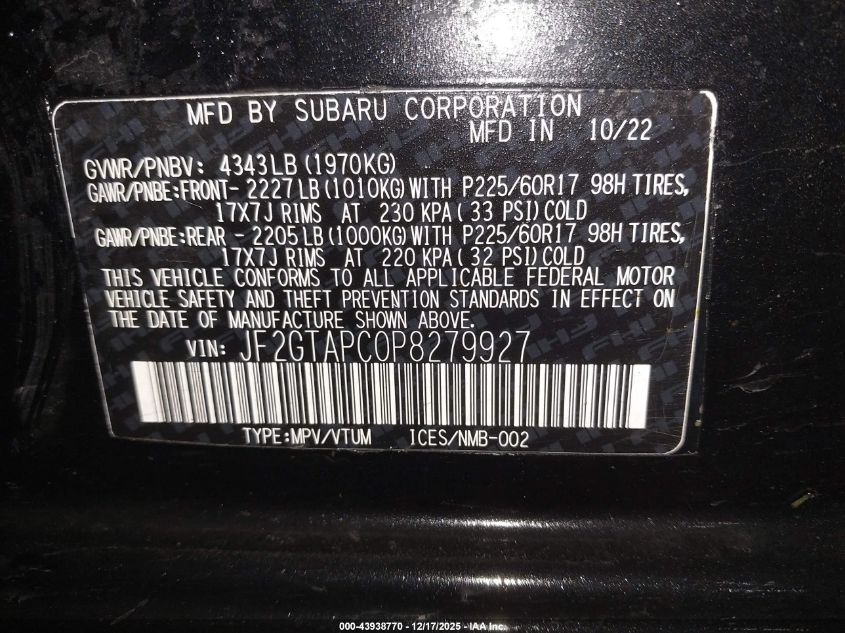 MFD BY SUBARU CORPORATION
MFD IN 10/22
GVWR/PNBV: 4343LB (1970KG)
GAWR/PNBE:FRONT- 2227LB (1010KG) WITH P225/60R17 98H TIRES,
17X7J RIMS AT 230 KPA ( 33 PSI) COLD
GAWR/PNBE:REAR - 2205LB (1000KG) WITH P225/60R17 98H TIRES,
17X7J RIMS AT 220 KPA ( 32 PSI) COLD
THIS VEHICLE CONFORMS TO ALL APPLICABLE FEDERAL MOTOR
VEHICLE SAFETY AND THEFT PREVENTION STANDARDS IN EFFECT ON
THE DATE OF MANUFACTURE SHOWN ABOVE.
VIN: JF2GTAPC0P8279927
TYPE:MPV/VTUM ICES/NMB-002
000-43938770 - 12/17/2025 - IAA Inc.